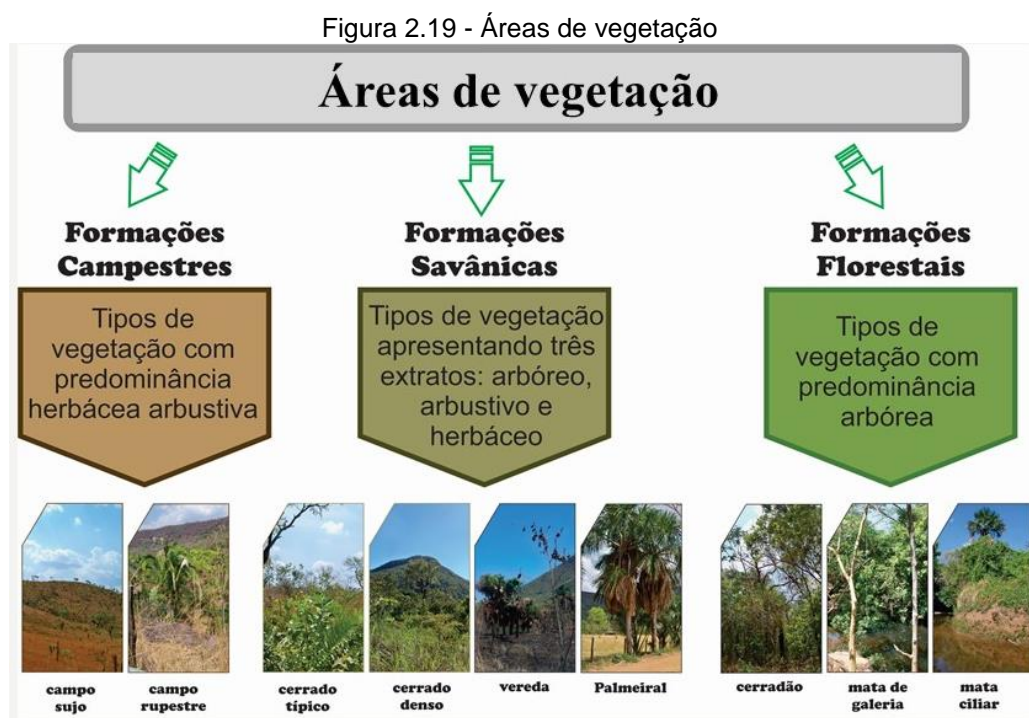 Figura 2.19 - Áreas de vegetação
Áreas de vegetação
Formações
Campestres
Tipos de
vegetação com
predominância
herbácea arbustiva
Formações
Savânicas
Tipos de vegetação
apresentando três
extratos: arbóreo,
arbustivo e
herbáceo
Formações
Florestais
Tipos de
vegetação com
predominância
arbórea
campo
sujo
campo
rupestre
cerrado
típico
cerrado
denso
vereda
Palmeiral
cerradão
mata de
galeria
mata
ciliar